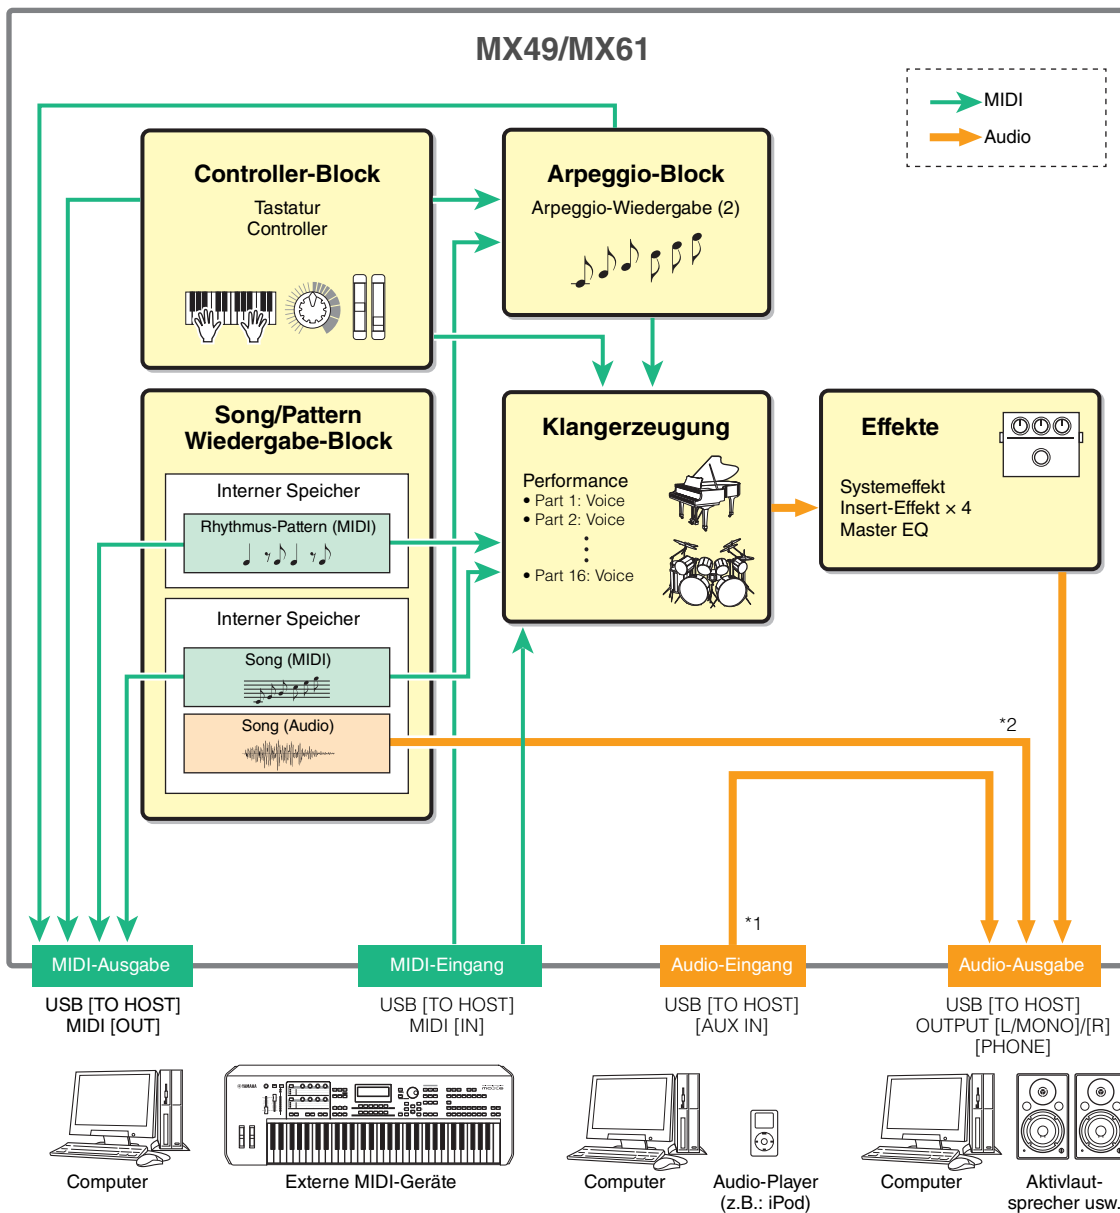 MX49/MX61
MIDI
Audio
Controller-Block
Tastatur
Controller
Arpeggio-Block
Arpeggio-Wiedergabe (2)
Song/Pattern
Wiedergabe-Block
Interner Speicher
Rhythmus-Pattern (MIDI)
Interner Speicher
Song (MIDI)
Song (Audio)
Klangerzeugung
Performance
• Part 1: Voice
• Part 2: Voice
• Part 16: Voice
Effekte
Systemeffekt
Insert-Effekt × 4
Master EQ
*2
*1
MIDI-Ausgabe
MIDI-Eingang
Audio-Eingang
Audio-Ausgabe
USB [TO HOST]
MIDI [OUT]
USB [TO HOST]
MIDI [IN]
USB [TO HOST]
[AUX IN]
USB [TO HOST]
OUTPUT [L/MONO]/[R]
[PHONE]
YAMAHA
Computer
Externe MIDI-Geräte
Computer
Audio-Player
(z.B.: iPod)
Computer
Aktivlaut-
sprecher usw.